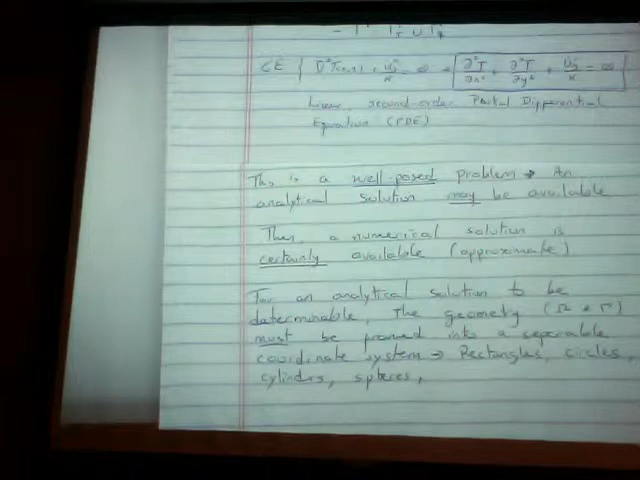 CE { ∇²T(x,y) + u̇g/k = 0 → ∂²T/∂x² + ∂²T/∂y² + u̇g/k = 0
Linear, second-order Partial Differential
Equation (PDE)
This is a well-posed problem → An
analytical solution may be available
Then, a numerical solution is
certainly available (approximate)
For an analytical solution to be
determinable, The geometry (Ω & Γ)
must be framed into a seperable
coordinate system → Rectangles, circles,
cylinders, spheres,